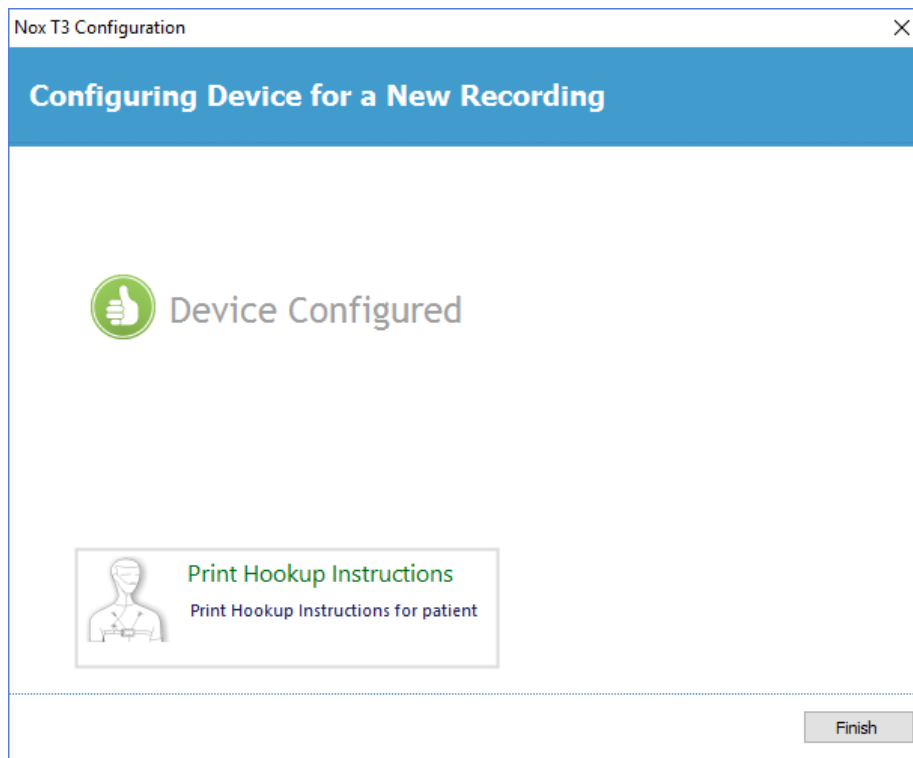 Nox T3 Configuration
Configuring Device for a New Recording
Device Configured
Print Hookup Instructions
Print Hookup Instructions for patient
Finish